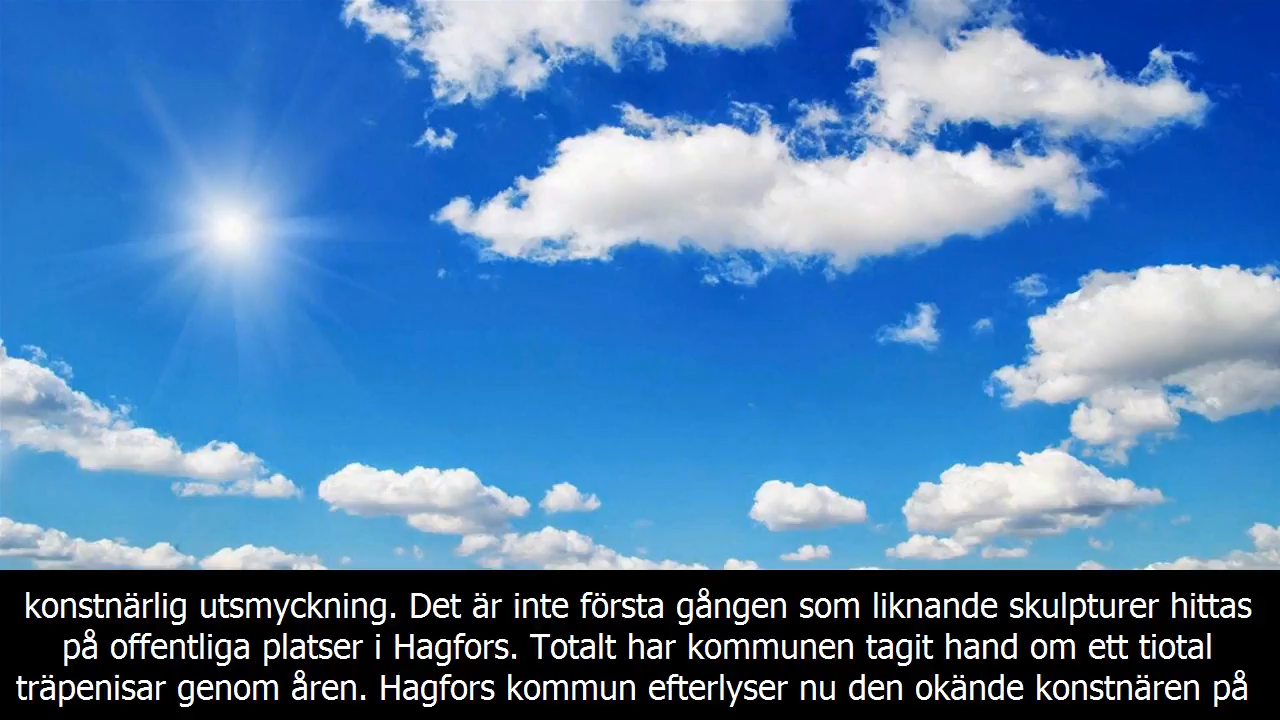 konstnärlig utsmyckning. Det är inte första gången som liknande skulpturer hittas
på offentliga platser i Hagfors. Totalt har kommunen tagit hand om ett tiotal
träpenisar genom åren. Hagfors kommun efterlyser nu den okände konstnären på